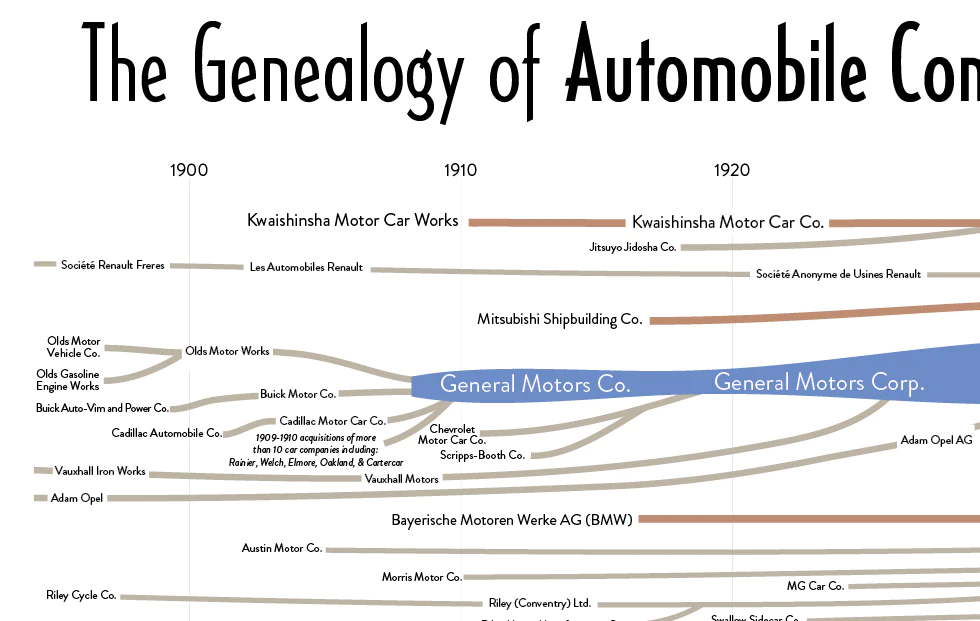 The Genealogy of Automobile Con
1900
1910
1920
Kwaishinsha Motor Car Works
Kwaishinsha Motor Car Co.
Jitsuyo Jidosha Co.
Société Renault Freres
Les Automobiles Renault
Société Anonyme de Usines Renault
Mitsubishi Shipbuilding Co.
Olds Motor
Vehicle Co.
Olds Motor Works
Olds Gasoline
Engine Works
General Motors Co.
General Motors Corp.
Buick Motor Co.
Buick Auto-Vim and Power Co.
Cadillac Motor Car Co.
Cadillac Automobile Co.
1909-1910 acquisitions of more
than 10 car companies including:
Rainier, Welch, Elmore, Oakland, & Cartercar
Chevrolet
Motor Car Co.
Scripps-Booth Co.
Adam Opel AG
Vauxhall Iron Works
Vauxhall Motors
Adam Opel
Bayerische Motoren Werke AG (BMW)
Austin Motor Co.
Morris Motor Co.
MG Car Co.
Riley Cycle Co.
Riley (Conventry) Ltd.
Swallow Sidecar Co.